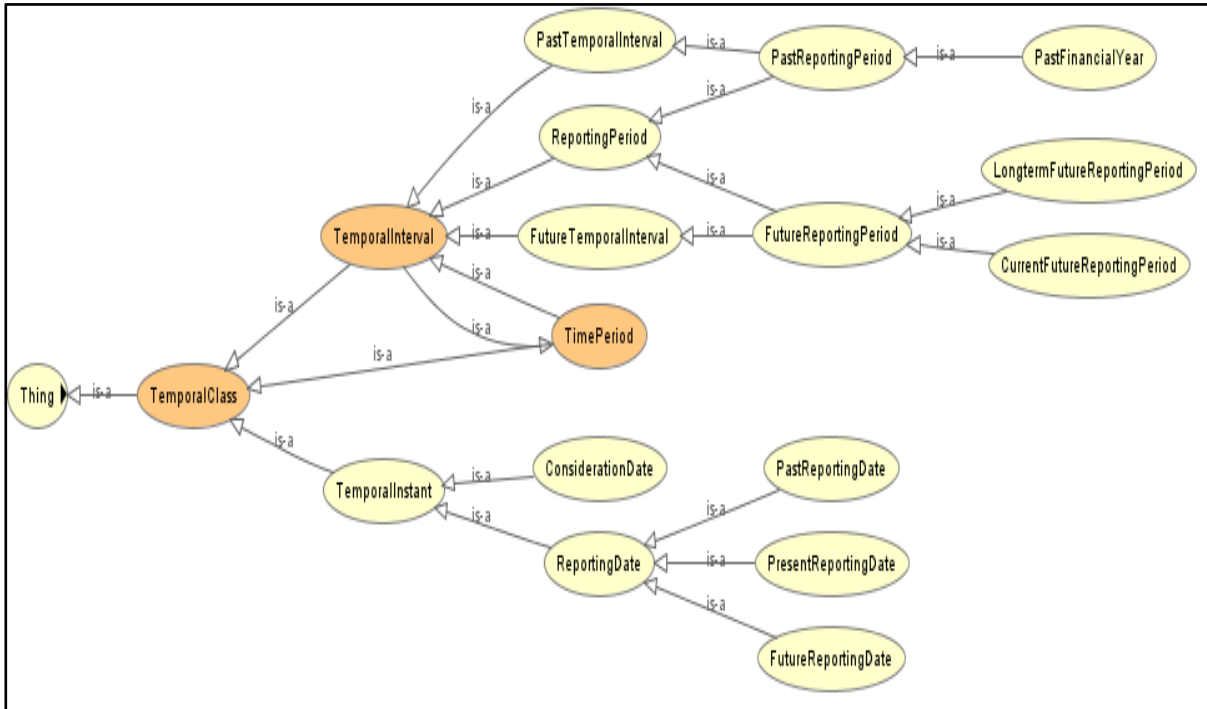 PastTemporalInterval
is-a
PastReportingPeriod
is-a
PastFinancialYear
is-a
is-a
ReportingPeriod
LongtermFutureReportingPeriod
is-a
is-a
is-a
TemporalInterval
is-a
FutureTemporalInterval
is-a
FutureReportingPeriod
is-a
CurrentFutureReportingPeriod
is-a
is-a
is-a
TimePeriod
is-a
Thing
is-a
TemporalClass
is-a
TemporalInstant
is-a
ConsiderationDate
PastReportingDate
is-a
is-a
ReportingDate
is-a
PresentReportingDate
is-a
FutureReportingDate